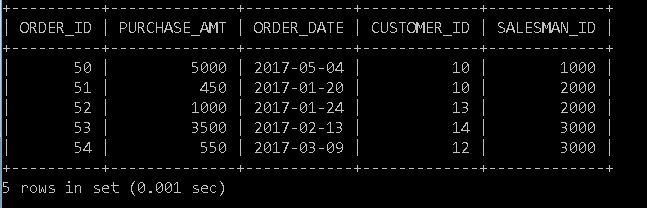 | ORDER_ID | PURCHASE_AMT | ORDER_DATE | CUSTOMER_ID | SALESMAN_ID |
| 50 | 5000 | 2017-05-04 | 10 | 1000 |
| 51 | 450 | 2017-01-20 | 10 | 2000 |
| 52 | 1000 | 2017-01-24 | 13 | 2000 |
| 53 | 3500 | 2017-02-13 | 14 | 3000 |
| 54 | 550 | 2017-03-09 | 12 | 3000 |
5 rows in set (0.001 sec)